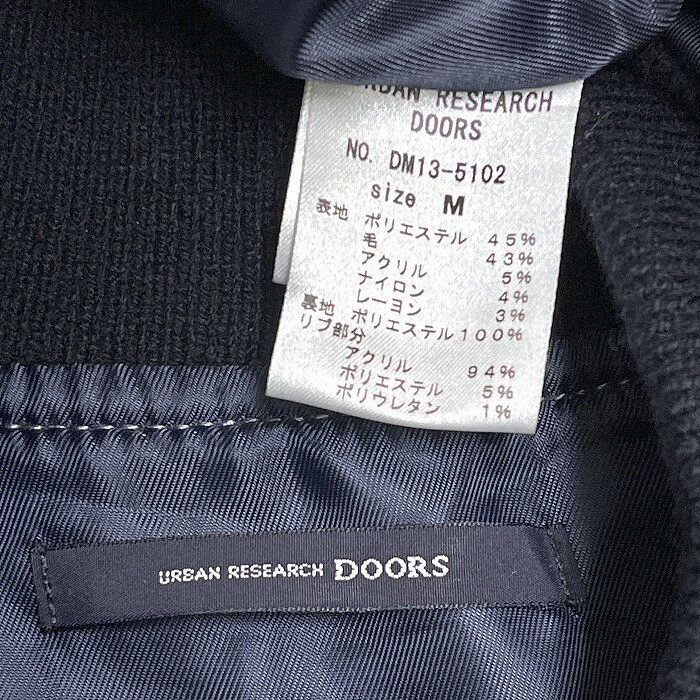 URBAN RESEARCH
DOORS
NO. DM13-5102
size M
表地 ポリエステル 45%
毛 43%
アクリル 5%
ナイロン 4%
レーヨン 3%
裏地 ポリエステル 100%
リブ部分
アクリル 94%
ポリエステル 5%
ポリウレタン 1%
URBAN RESEARCH DOORS